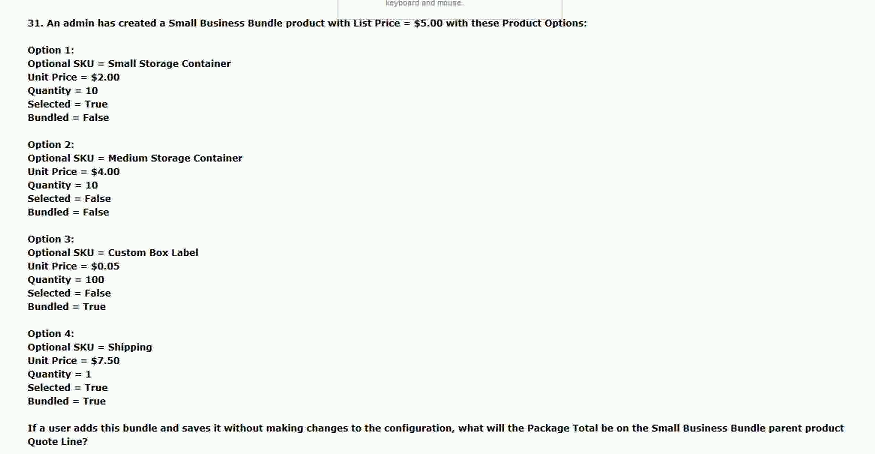 keyboard and mouse.
31. An admin has created a Small Business Bundle product with List Price = $5.00 with these Product Options:
Option 1:
Optional SKU = Small Storage Container
Unit Price = $2.00
Quantity = 10
Selected = True
Bundled = False
Option 2:
Optional SKU = Medium Storage Container
Unit Price = $4.00
Quantity = 10
Selected = False
Bundled = False
Option 3:
Optional SKU = Custom Box Label
Unit Price = $0.05
Quantity = 100
Selected = False
Bundled = True
Option 4:
Optional SKU = Shipping
Unit Price = $7.50
Quantity = 1
Selected = True
Bundled = True
If a user adds this bundle and saves it without making changes to the configuration, what will the Package Total be on the Small Business Bundle parent product
Quote Line?